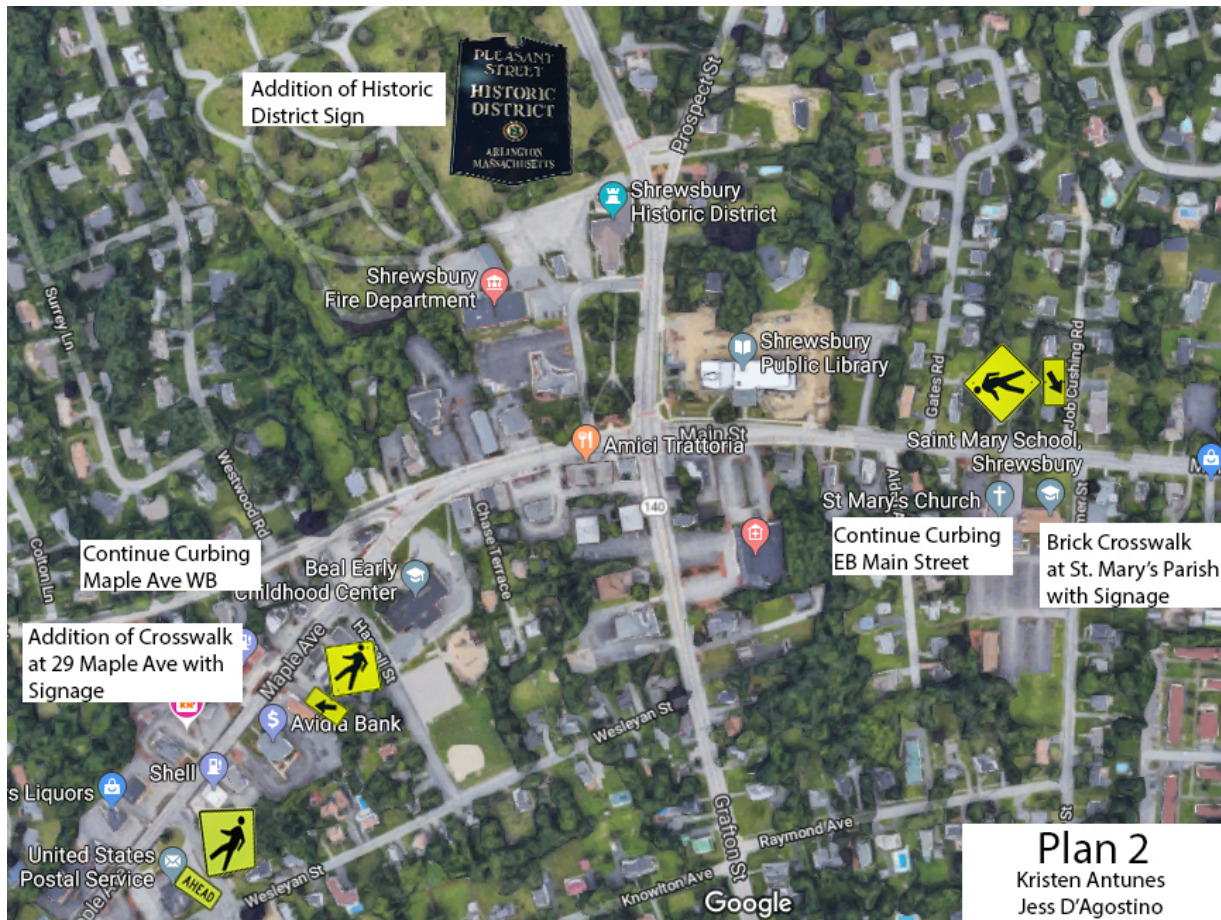 PLEASANT
STREET
HISTORIC
DISTRICT
ARLINGTON
MASSACHUSETTS
Addition of Historic
District Sign
Prospect St
Shrewsbury
Historic District
Shrewsbury
Fire Department
Surrey Ln
Shrewsbury
Public Library
Gates Rd
Job Cushing Rd
Main St
Amici Trattoria
Saint Mary School,
Shrewsbury
St Mary's Church
Westwood Rd
140
Chase Terrace
Colton Ln
Continue Curbing
Maple Ave WB
Beal Early
Childhood Center
Continue Curbing
EB Main Street
Brick Crosswalk
at St. Mary's Parish
with Signage
Addition of Crosswalk
at 29 Maple Ave with
Signage
Maple Ave
Avidia Bank
Wesleyan St
Shell
s Liquors
Grafton St
Raymond Ave
St
United States
Postal Service
AHEAD
Wesleyan St
Knowlton Ave
Google
Plan 2
Kristen Antunes
Jess D'Agostino